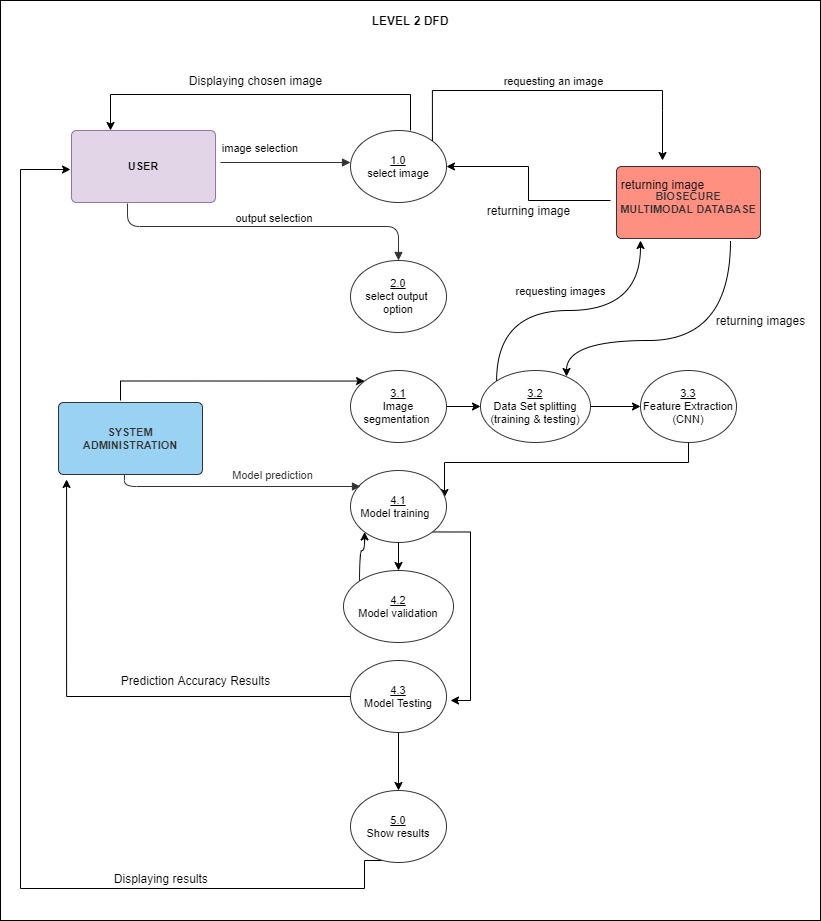 LEVEL 2 DFD
Displaying chosen image
requesting an image
USER
image selection
1.0
select image
returning image
BIOSECURE
MULTIMODAL DATABASE
returning image
output selection
2.0
select output
option
requesting images
returning images
3.1
Image
segmentation
3.2
Data Set splitting
(training & testing)
3.3
Feature Extraction
(CNN)
SYSTEM
ADMINISTRATION
Model prediction
4.1
Model training
4.2
Model validation
Prediction Accuracy Results
4.3
Model Testing
5.0
Show results
Displaying results